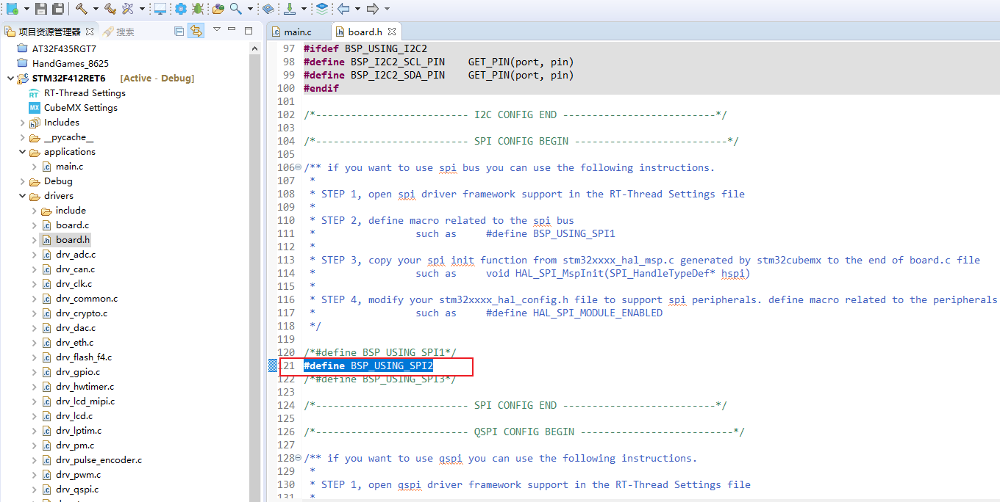 项目资源管理器
搜索
AT32F435RGT7
HandGames_8625
STM32F412RET6 [Active - Debug]
RT RT-Thread Settings
MX CubeMX Settings
Includes
__pycache__
applications
main.c
Debug
drivers
include
board.c
board.h
drv_adc.c
drv_can.c
drv_clk.c
drv_common.c
drv_crypto.c
drv_dac.c
drv_eth.c
drv_flash_f4.c
drv_gpio.c
drv_hwtimer.c
drv_lcd_mipi.c
drv_lcd.c
drv_lptim.c
drv_pm.c
drv_pulse_encoder.c
drv_pwm.c
drv_qspi.c
main.c
board.h
97 #ifdef BSP_USING_I2C2
98 #define BSP_I2C2_SCL_PIN    GET_PIN(port, pin)
99 #define BSP_I2C2_SDA_PIN    GET_PIN(port, pin)
100 #endif
101
102 /*-------------------------- I2C CONFIG END --------------------------*/
103
104 /*-------------------------- SPI CONFIG BEGIN --------------------------*/
105
106 /** if you want to use spi bus you can use the following instructions.
107  *
108  * STEP 1, open spi driver framework support in the RT-Thread Settings file
109  *
110  * STEP 2, define macro related to the spi bus
111  *                 such as     #define BSP_USING_SPI1
112  *
113  * STEP 3, copy your spi init function from stm32xxxx_hal_msp.c generated by stm32cubemx to the end of board.c file
114  *                 such as     void HAL_SPI_MspInit(SPI_HandleTypeDef* hspi)
115  *
116  * STEP 4, modify your stm32xxxx_hal_config.h file to support spi peripherals. define macro related to the peripherals
117  *                 such as     #define HAL_SPI_MODULE_ENABLED
118  */
119
120 /*#define BSP_USING_SPI1*/
121 #define BSP_USING_SPI2
122 /*#define BSP_USING_SPI3*/
123
124 /*-------------------------- SPI CONFIG END --------------------------*/
125
126 /*-------------------------- QSPI CONFIG BEGIN --------------------------*/
127
128 /** if you want to use qspi you can use the following instructions.
129  *
130  * STEP 1, open qspi driver framework support in the RT-Thread Settings file
131  *